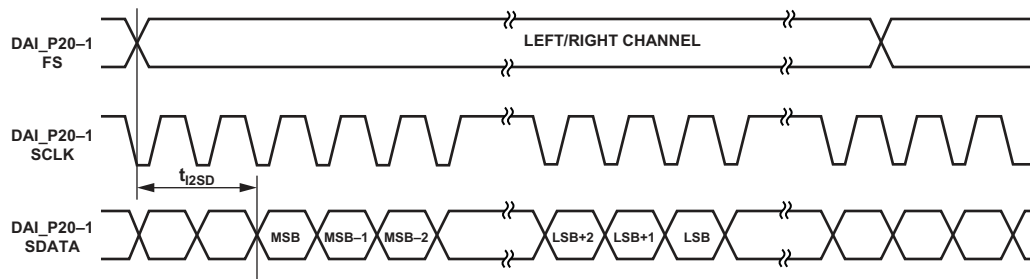 DAI_P20–1
FS
LEFT/RIGHT CHANNEL
DAI_P20–1
SCLK
tI2SD
DAI_P20–1
SDATA
MSB
MSB–1
MSB–2
LSB+2
LSB+1
LSB